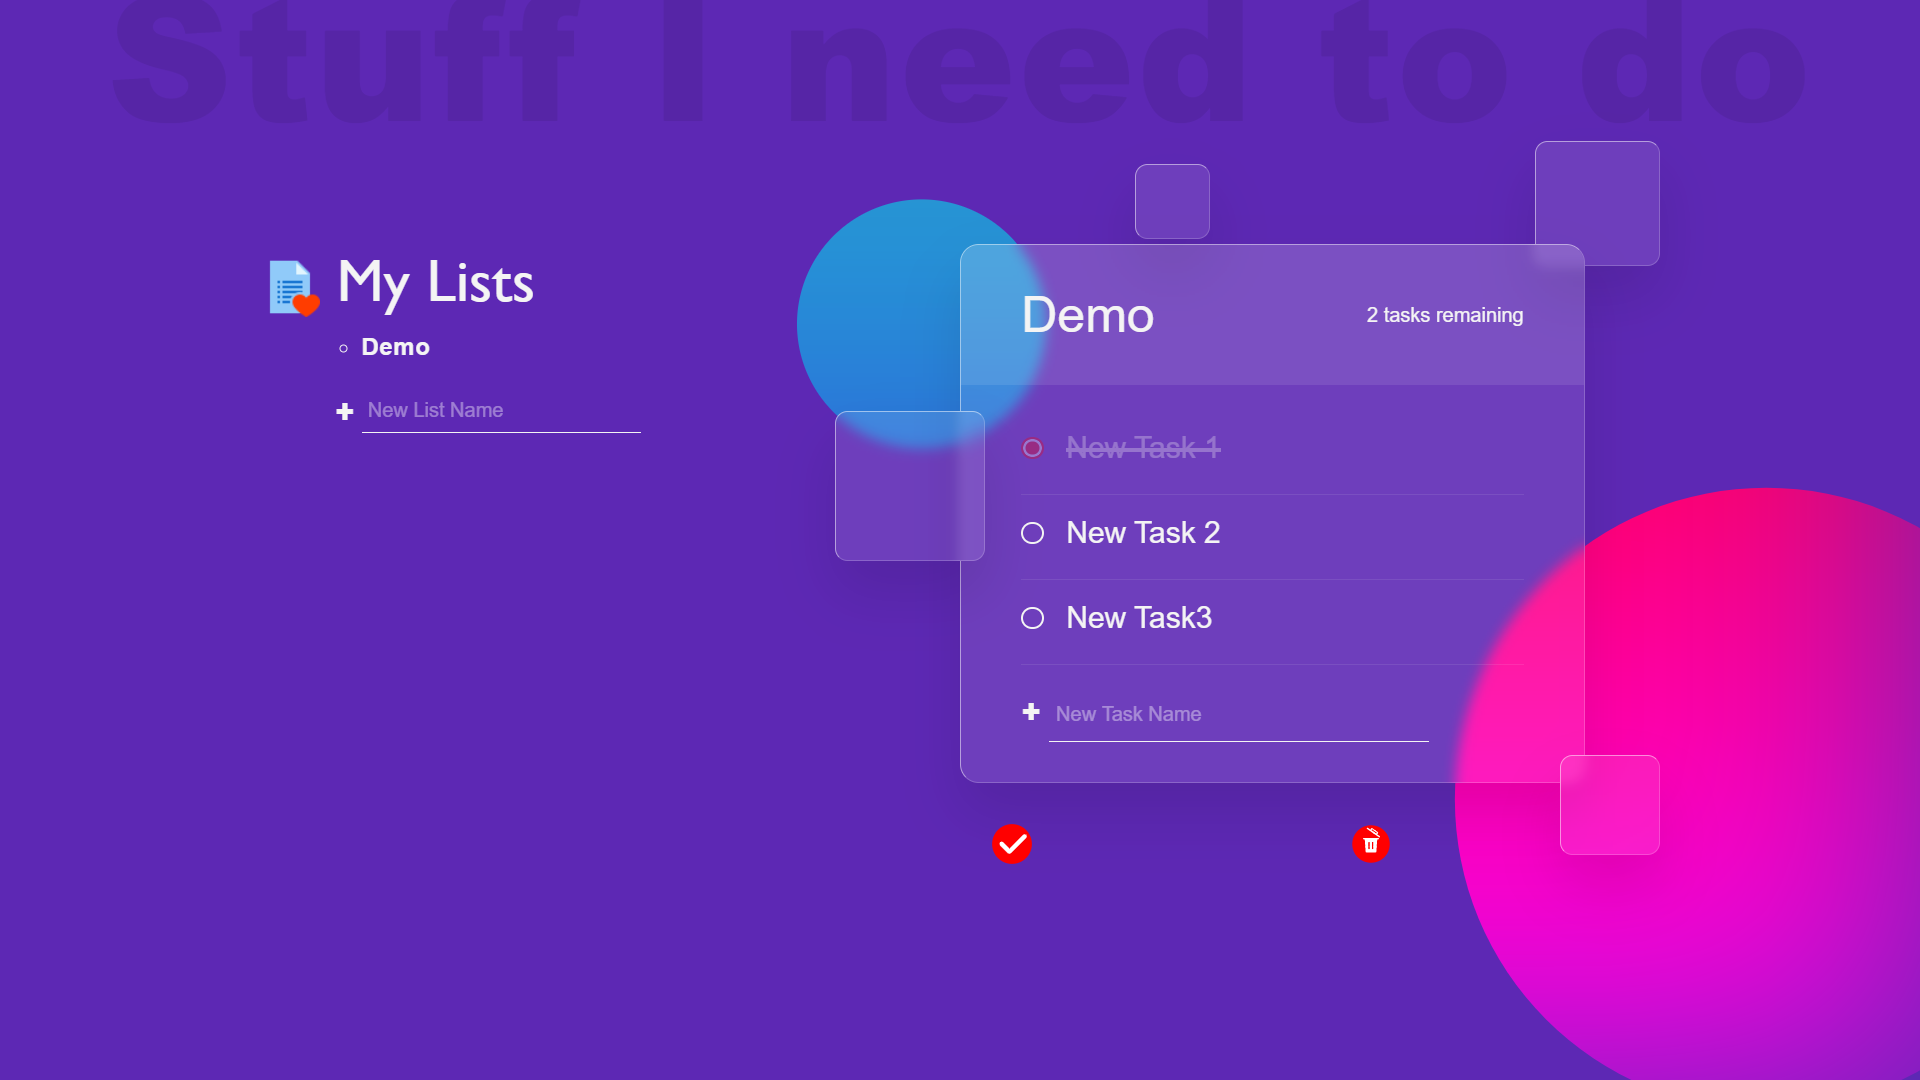 Stuff I need to do
My Lists
Demo
New List Name
Demo
2 tasks remaining
New Task 1
New Task 2
New Task3
New Task Name